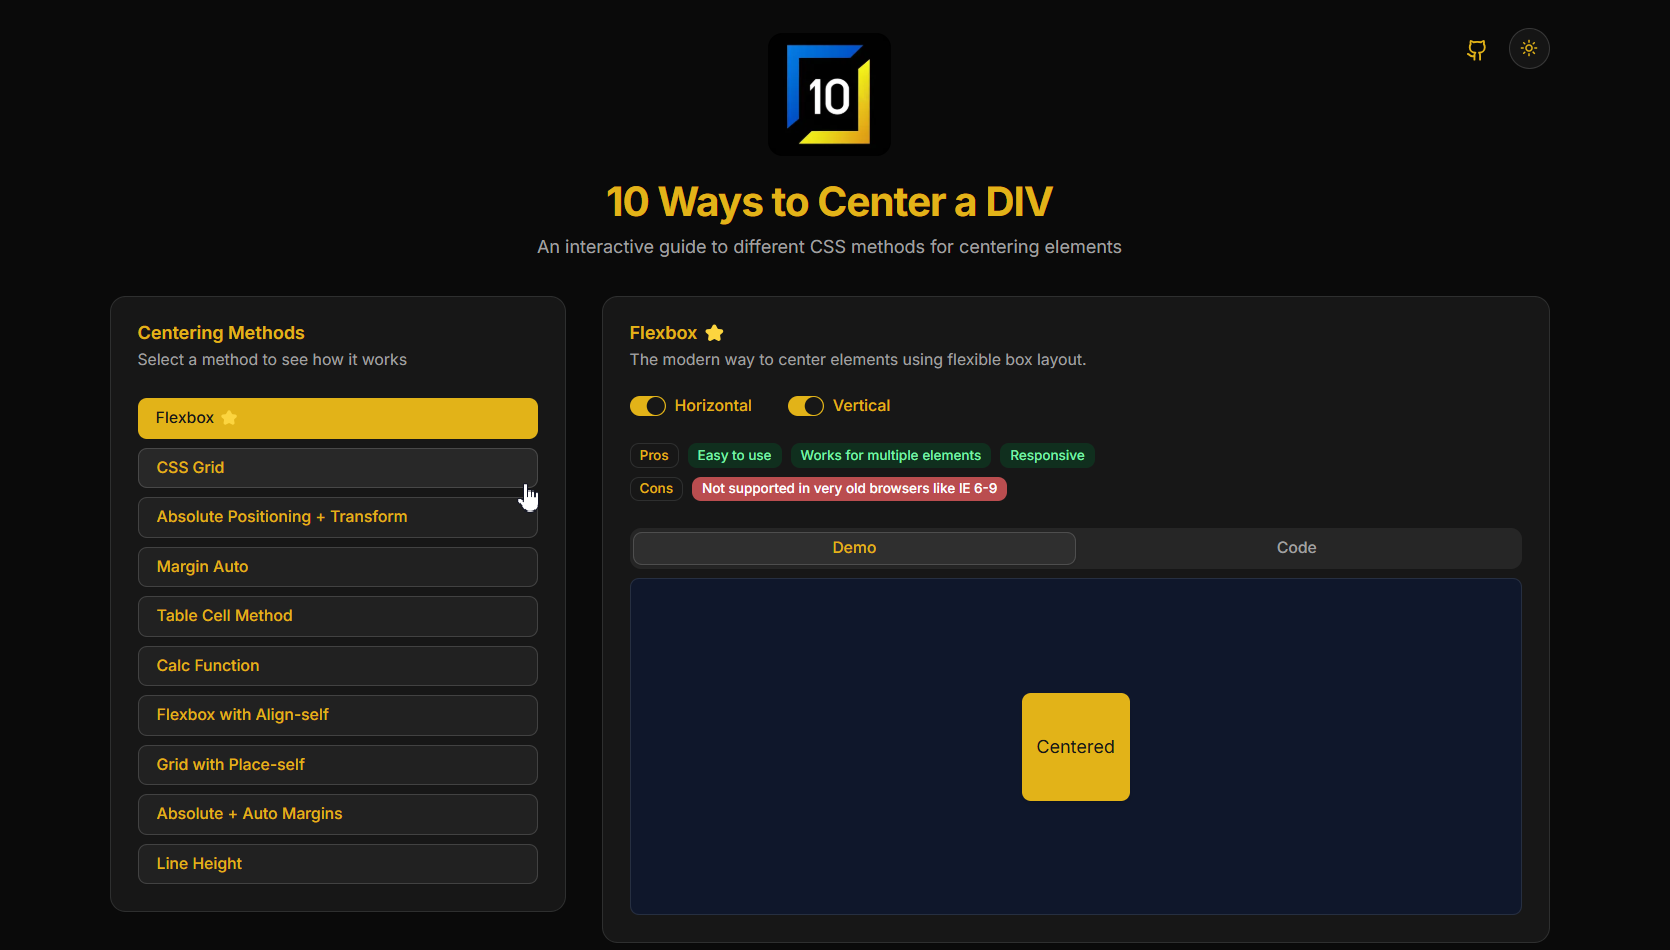 10
10 Ways to Center a DIV
An interactive guide to different CSS methods for centering elements
Centering Methods
Select a method to see how it works
Flexbox
CSS Grid
Absolute Positioning + Transform
Margin Auto
Table Cell Method
Calc Function
Flexbox with Align-self
Grid with Place-self
Absolute + Auto Margins
Line Height
Flexbox
The modern way to center elements using flexible box layout.
Horizontal Vertical
Pros Easy to use Works for multiple elements Responsive
Cons Not supported in very old browsers like IE 6-9
Demo Code
Centered